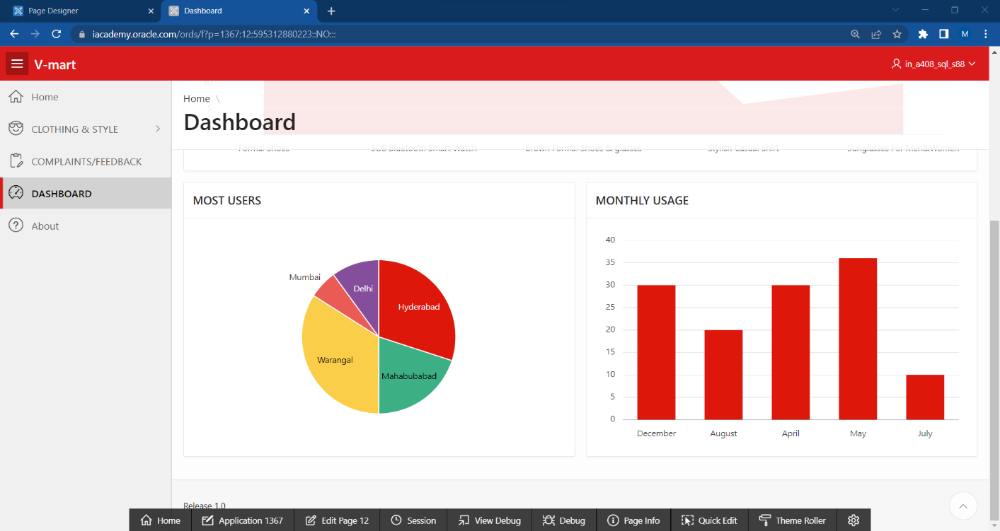 Page Designer
Dashboard
iacademy.oracle.com/ords/f?p=1367:12:595312880223::NO:::
M
V-mart
in_a408_sql_s88
Home
CLOTHING & STYLE
COMPLAINTS/FEEDBACK
DASHBOARD
About
Home \
Dashboard
10
5
Formal Shoes
SOS Bluetooth Smart Watch
Brown Formal Shoes & glasses
Stylish Casual Shirt
Sunglasses For Men&Women
MOST USERS
Mumbai
Delhi
Hyderabad
Warangal
Mahabubabad
MONTHLY USAGE
40
35
30
25
20
15
10
5
0
December
August
April
May
July
Release 1.0
Home
Application 1367
Edit Page 12
Session
View Debug
Debug
Page Info
Quick Edit
Theme Roller